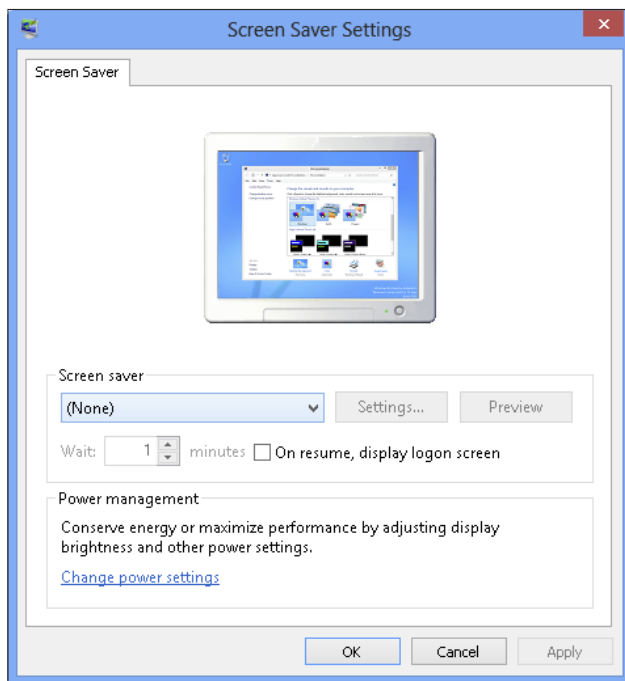 Screen Saver Settings
Screen Saver
Screen saver
(None)
Settings...
Preview
Wait:
1
minutes
On resume, display logon screen
Power management
Conserve energy or maximize performance by adjusting display
brightness and other power settings.
Change power settings
OK
Cancel
Apply